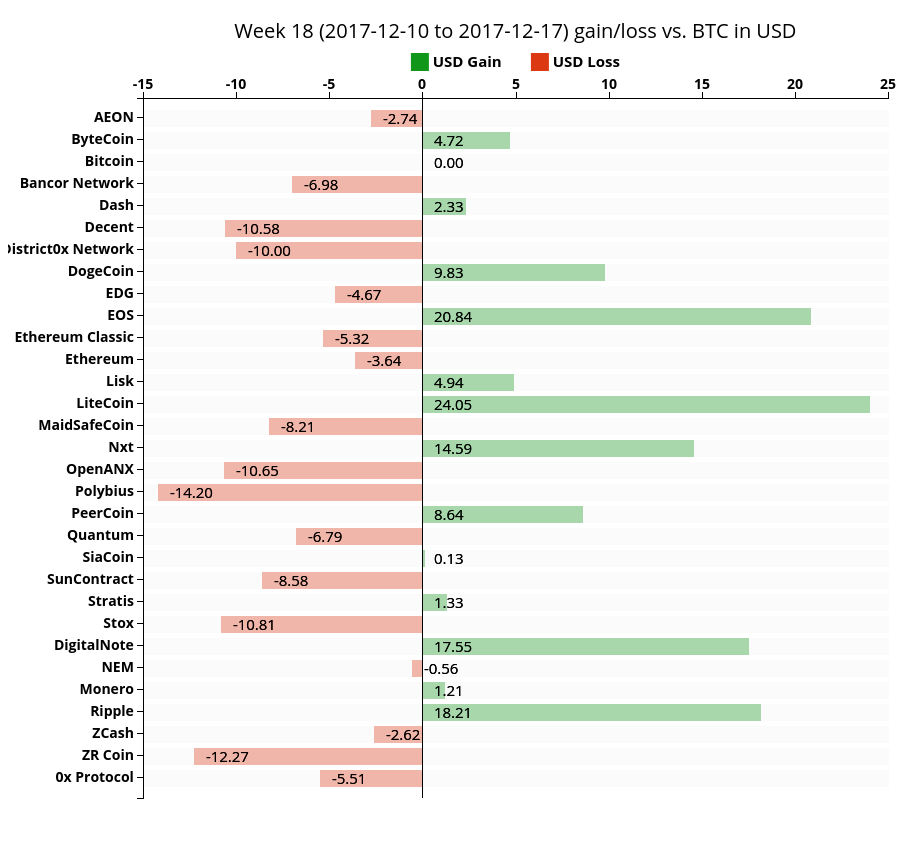 Week 18 (2017-12-10 to 2017-12-17) gain/loss vs. BTC in USD
USD Gain USD Loss
-15 -10 -5 0 5 10 15 20 25
AEON -2.74
ByteCoin 4.72
Bitcoin 0.00
Bancor Network -6.98
Dash 2.33
Decent -10.58
istrict0x Network -10.00
DogeCoin 9.83
EDG -4.67
EOS 20.84
Ethereum Classic -5.32
Ethereum -3.64
Lisk 4.94
LiteCoin 24.05
MaidSafeCoin -8.21
Nxt 14.59
OpenANX -10.65
Polybius -14.20
PeerCoin 8.64
Quantum -6.79
SiaCoin 0.13
SunContract -8.58
Stratis 1.33
Stox -10.81
DigitalNote 17.55
NEM -0.56
Monero 1.21
Ripple 18.21
ZCash -2.62
ZR Coin -12.27
0x Protocol -5.51